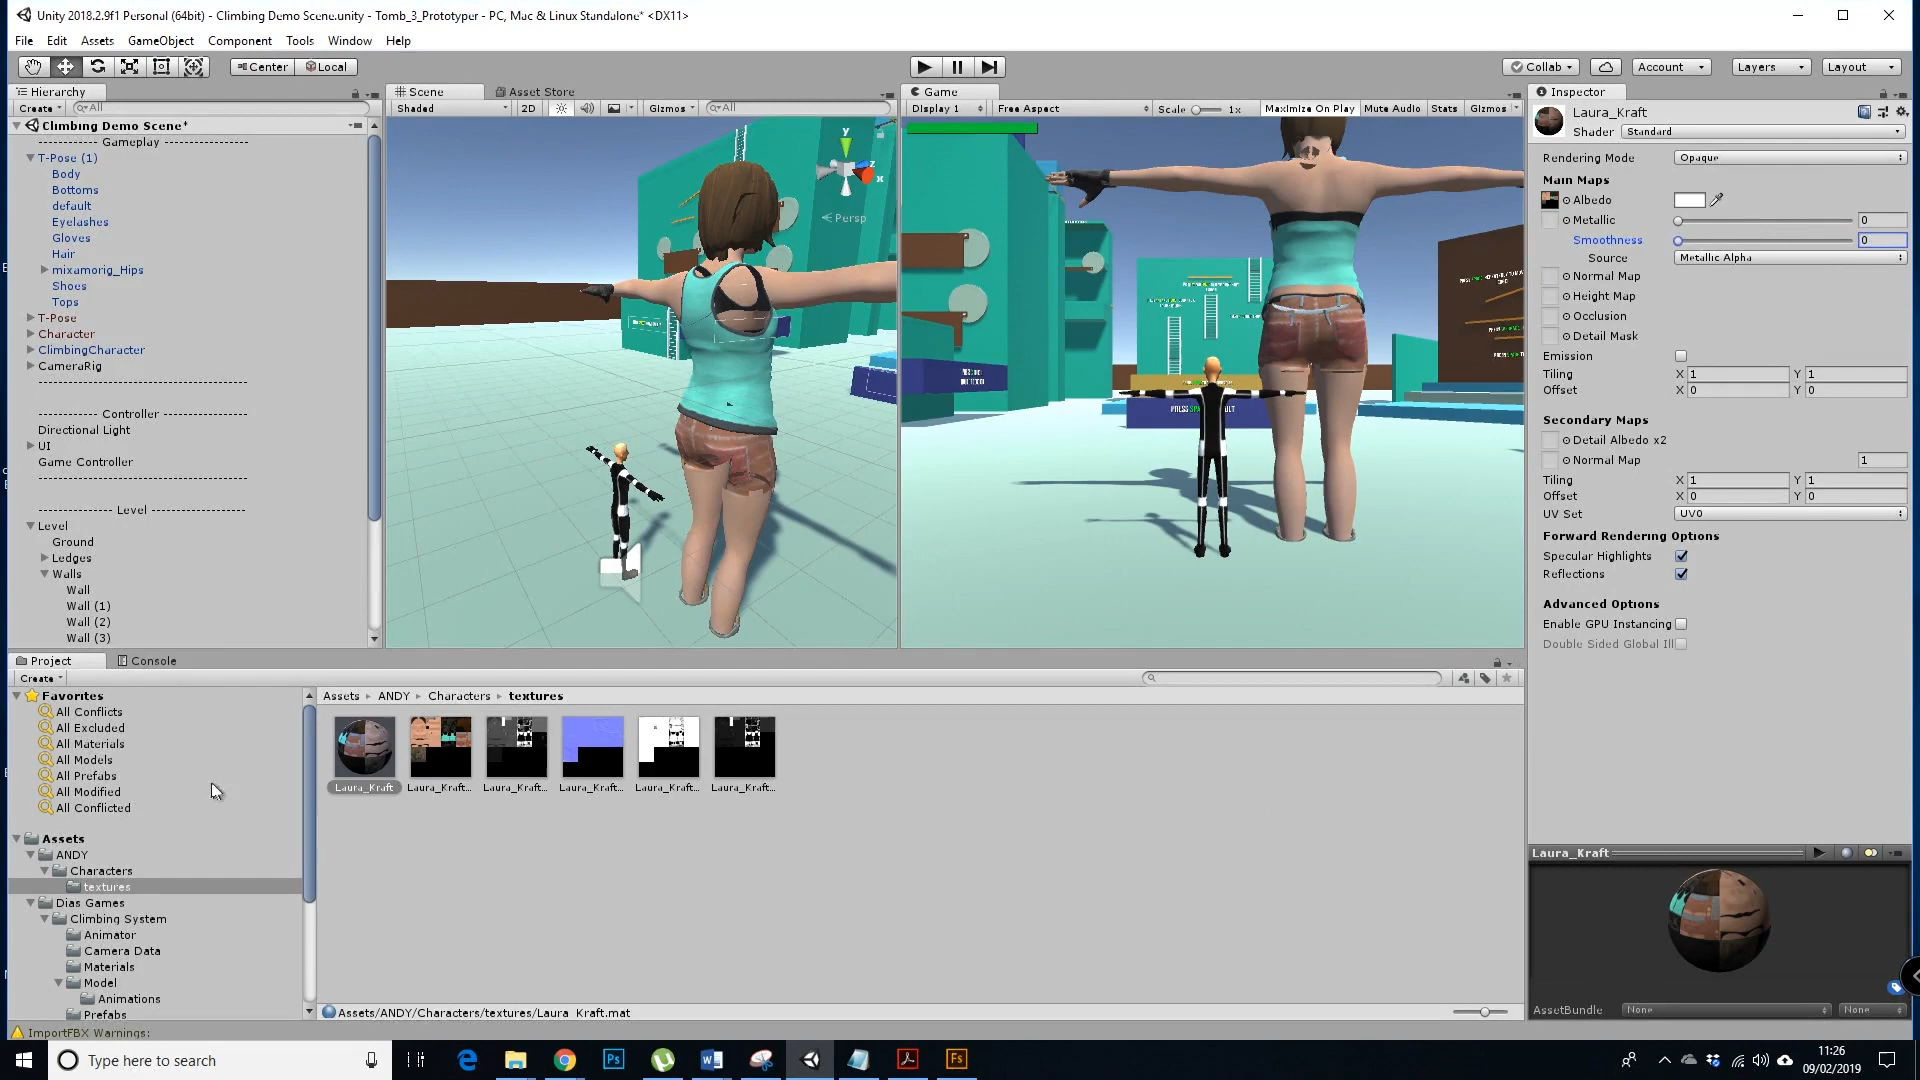 Unity 2018.2.9f1 Personal (64bit) - Climbing Demo Scene.unity - Tomb_3_Prototyper - PC, Mac & Linux Standalone* <DX11>
File Edit Assets GameObject Component Tools Window Help
Center Local
Collab Account Layers Layout
Hierarchy
Create All
Climbing Demo Scene*
------------ Gameplay ----------------
T-Pose (1)
Body
Bottoms
default
Eyelashes
Gloves
Hair
mixamorig_Hips
Shoes
Tops
T-Pose
Character
ClimbingCharacter
CameraRig
------------ Controller ----------------
Directional Light
UI
Game Controller
-------------- Level ------------------
Level
Ground
Ledges
Walls
Wall
Wall (1)
Wall (2)
Wall (3)
Scene Asset Store
Shaded 2D Gizmos All
y
z
x
Persp
Game
Display 1 Free Aspect Scale 1x Maximize On Play Mute Audio Stats Gizmos
Inspector
Laura_Kraft
Shader Standard
Rendering Mode Opaque
Main Maps
Albedo
Metallic 0
Smoothness 0
Source Metallic Alpha
Normal Map
Height Map
Occlusion
Detail Mask
Emission
Tiling X 1 Y 1
Offset X 0 Y 0
Secondary Maps
Detail Albedo x2
Normal Map 1
Tiling X 1 Y 1
Offset X 0 Y 0
UV Set UV0
Forward Rendering Options
Specular Highlights
Reflections
Advanced Options
Enable GPU Instancing
Double Sided Global Ill
Laura_Kraft
AssetBundle None None
Project Console
Create
Favorites
All Conflicts
All Excluded
All Materials
All Models
All Prefabs
All Modified
All Conflicted
Assets
ANDY
Characters
textures
Dias Games
Climbing System
Animator
Camera Data
Materials
Model
Animations
Prefabs
Assets ANDY Characters textures
Laura_Kraft Laura_Kraft... Laura_Kraft... Laura_Kraft... Laura_Kraft... Laura_Kraft...
Assets/ANDY/Characters/textures/Laura_Kraft.mat
ImportFBX Warnings:
Type here to search
11:26
09/02/2019